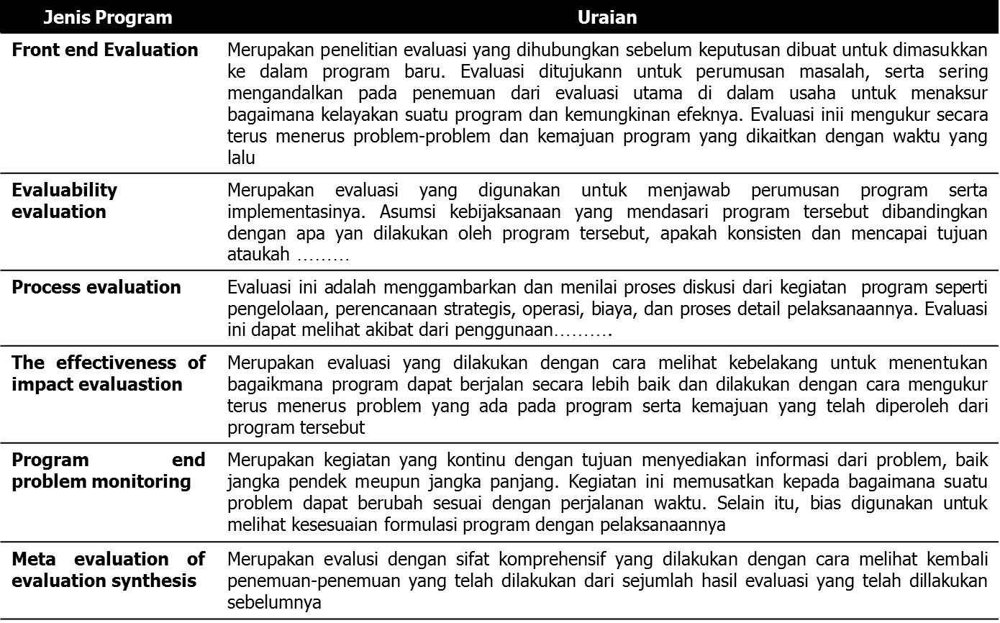 Jenis Program Uraian
Front end Evaluation Merupakan penelitian evaluasi yang dihubungkan sebelum keputusan dibuat untuk dimasukkan
ke dalam program baru. Evaluasi ditujukann untuk perumusan masalah, serta sering
mengandalkan pada penemuan dari evaluasi utama di dalam usaha untuk menaksur
bagaimana kelayakan suatu program dan kemungkinan efeknya. Evaluasi inii mengukur secara
terus menerus problem-problem dan kemajuan program yang dikaitkan dengan waktu yang
lalu
Evaluability Merupakan evaluasi yang digunakan untuk menjawab perumusan program serta
evaluation implementasinya. Asumsi kebijaksanaan yang mendasari program tersebut dibandingkan
dengan apa yan dilakukan oleh program tersebut, apakah konsisten dan mencapai tujuan
ataukah ………
Process evaluation Evaluasi ini adalah menggambarkan dan menilai proses diskusi dari kegiatan program seperti
pengelolaan, perencanaan strategis, operasi, biaya, dan proses detail pelaksanaannya. Evaluasi
ini dapat melihat akibat dari penggunaan……….
The effectiveness of Merupakan evaluasi yang dilakukan dengan cara melihat kebelakang untuk menentukan
impact evaluastion bagaikmana program dapat berjalan secara lebih baik dan dilakukan dengan cara mengukur
terus menerus problem yang ada pada program serta kemajuan yang telah diperoleh dari
program tersebut
Program end Merupakan kegiatan yang kontinu dengan tujuan menyediakan informasi dari problem, baik
problem monitoring jangka pendek meupun jangka panjang. Kegiatan ini memusatkan kepada bagaimana suatu
problem dapat berubah sesuai dengan perjalanan waktu. Selain itu, bias digunakan untuk
melihat kesesuaian formulasi program dengan pelaksanaannya
Meta evaluation of Merupakan evalusi dengan sifat komprehensif yang dilakukan dengan cara melihat kembali
evaluation synthesis penemuan-penemuan yang telah dilakukan dari sejumlah hasil evaluasi yang telah dillakukan
sebelumnya